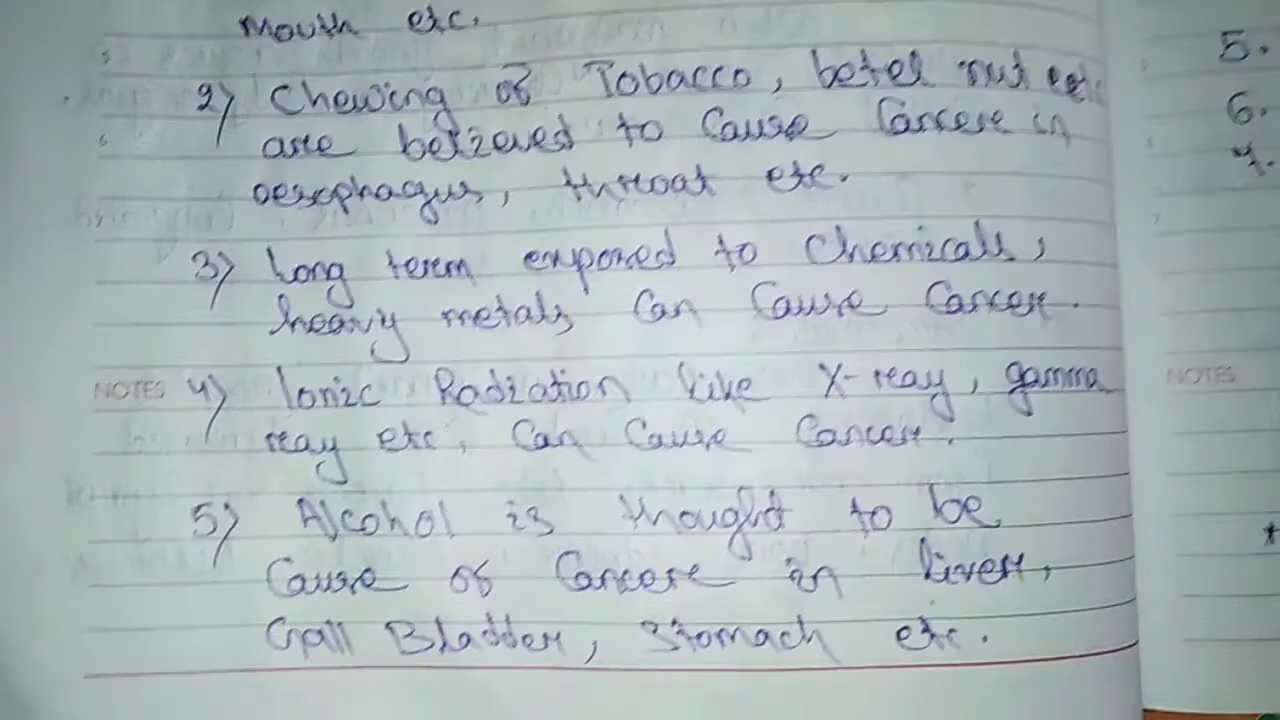 Mouth etc.
2) Chewing of Tobacco, betel nut etc.
are believed to cause Cancer in
oesophagus, throat etc.
3) Long term exposed to Chemicals,
heavy metals can cause Cancer.
NOTES 4) Ionic Radiation like X-ray, gamma
ray etc, can cause Cancer.
5) Alcohol is thought to be
Cause of Cancer in liver,
Gall Bladder, Stomach etc.
5.
6.
7.
NOTES